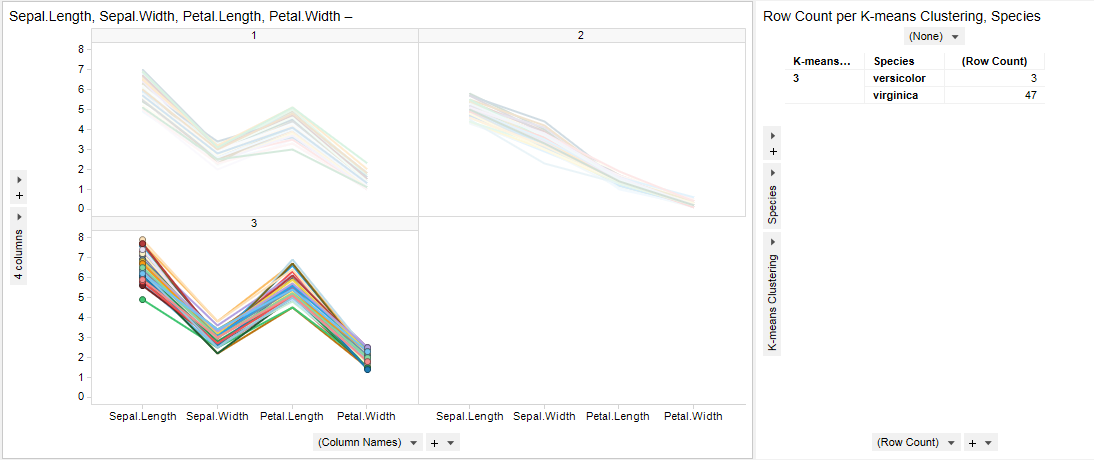 Sepal.Length, Sepal.Width, Petal.Length, Petal.Width –
1 2
8
7
6
5
4
3
2
1
0
3
8
7
6
5
4
3
2
1
0
+
4 columns
Sepal.Length Sepal.Width Petal.Length Petal.Width Sepal.Length Sepal.Width Petal.Length Petal.Width
(Column Names) +
Row Count per K-means Clustering, Species
(None)
K-means... Species (Row Count)
3 versicolor 3
virginica 47
+
Species
K-means Clustering
(Row Count) +